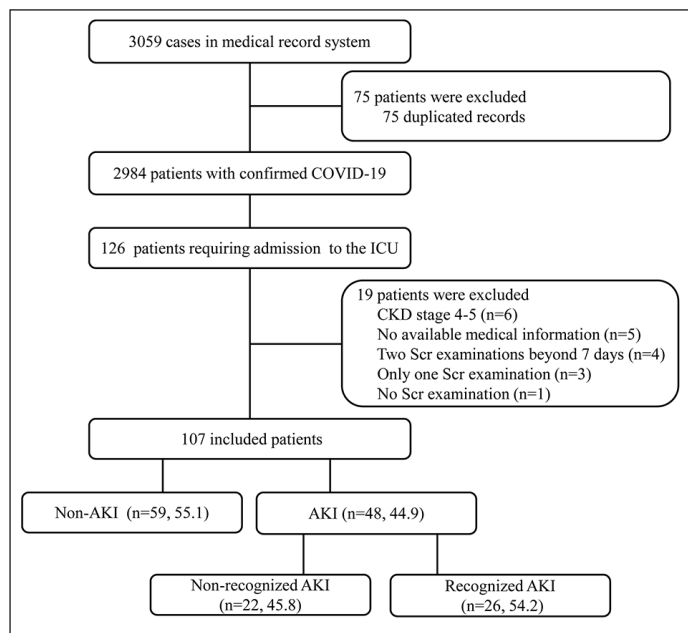 3059 cases in medical record system
75 patients were excluded
75 duplicated records
2984 patients with confirmed COVID-19
126 patients requiring admission to the ICU
19 patients were excluded
CKD stage 4-5 (n=6)
No available medical information (n=5)
Two Scr examinations beyond 7 days (n=4)
Only one Scr examination (n=3)
No Scr examination (n=1)
107 included patients
Non-AKI (n=59, 55.1)
AKI (n=48, 44.9)
Non-recognized AKI
(n=22, 45.8)
Recognized AKI
(n=26, 54.2)